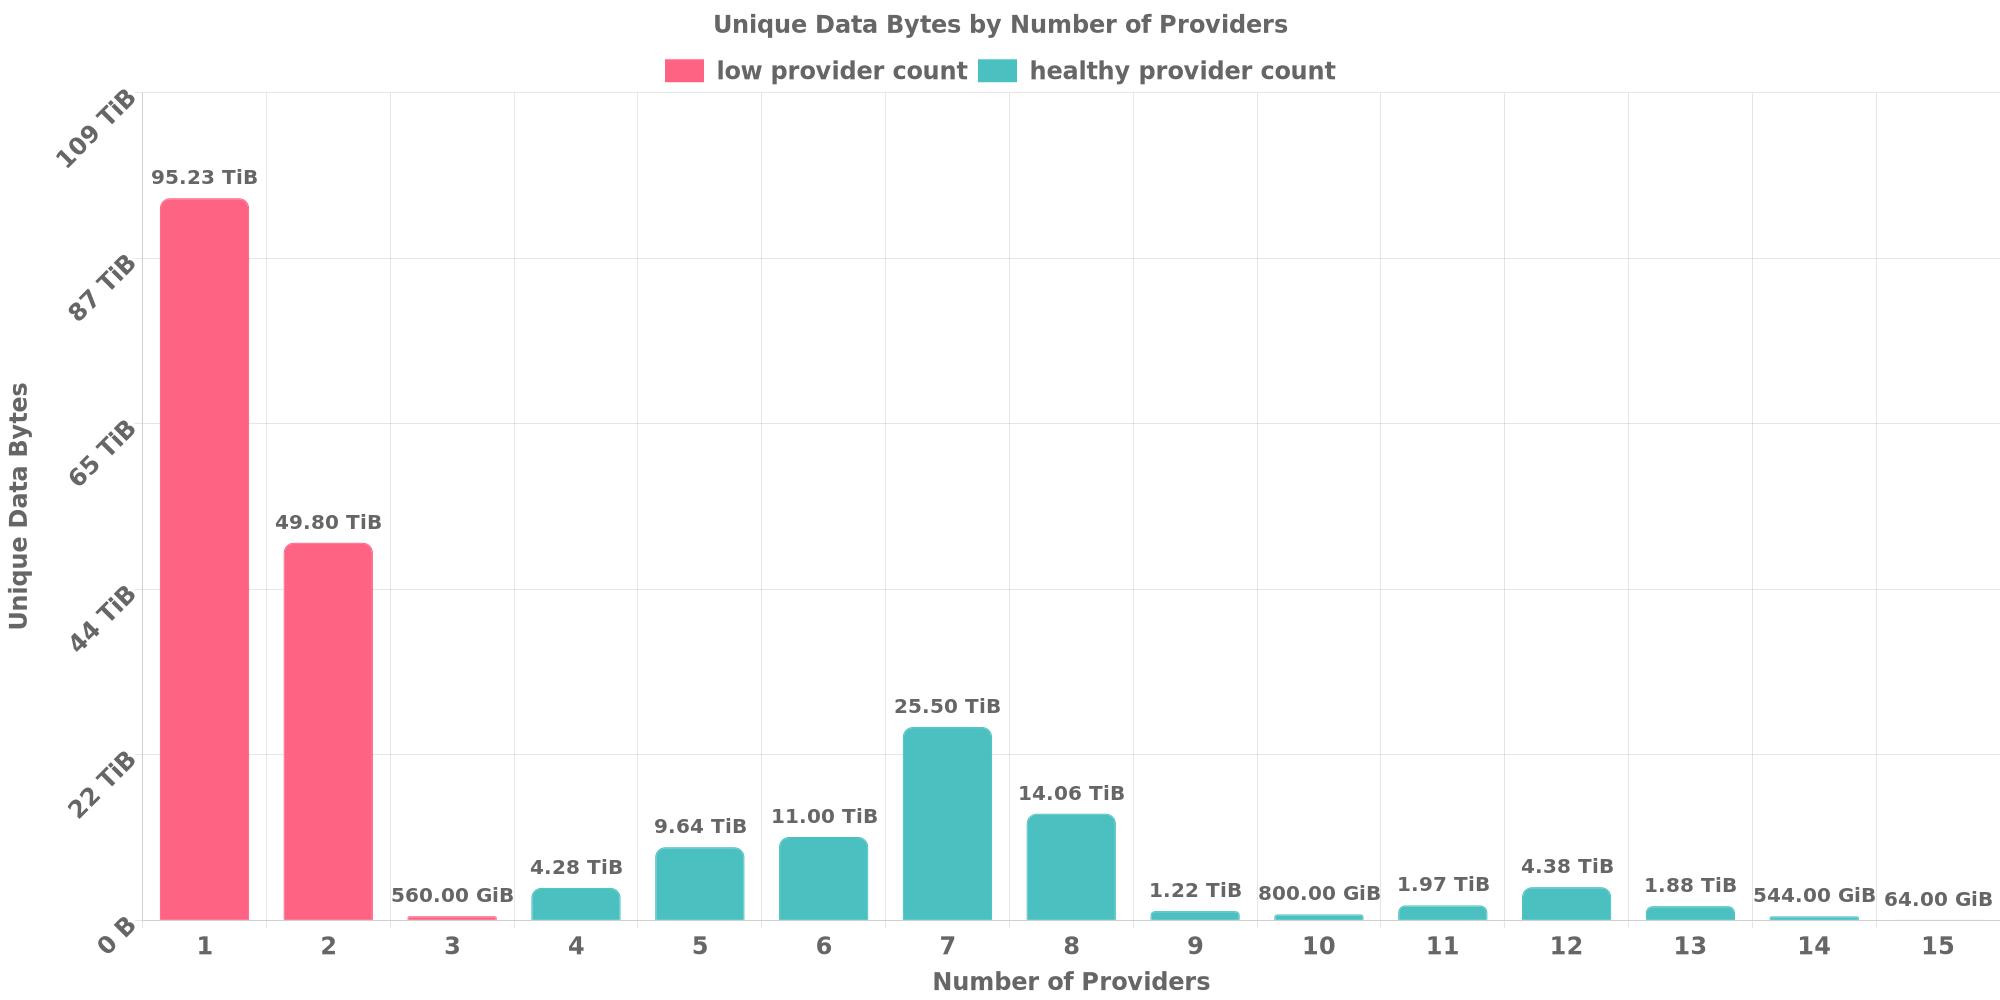 Unique Data Bytes by Number of Providers
low provider count healthy provider count
109 TiB
87 TiB
65 TiB
44 TiB
22 TiB
0 B
Unique Data Bytes
95.23 TiB
49.80 TiB
560.00 GiB
4.28 TiB
9.64 TiB
11.00 TiB
25.50 TiB
14.06 TiB
1.22 TiB
800.00 GiB
1.97 TiB
4.38 TiB
1.88 TiB
544.00 GiB
64.00 GiB
1 2 3 4 5 6 7 8 9 10 11 12 13 14 15
Number of Providers